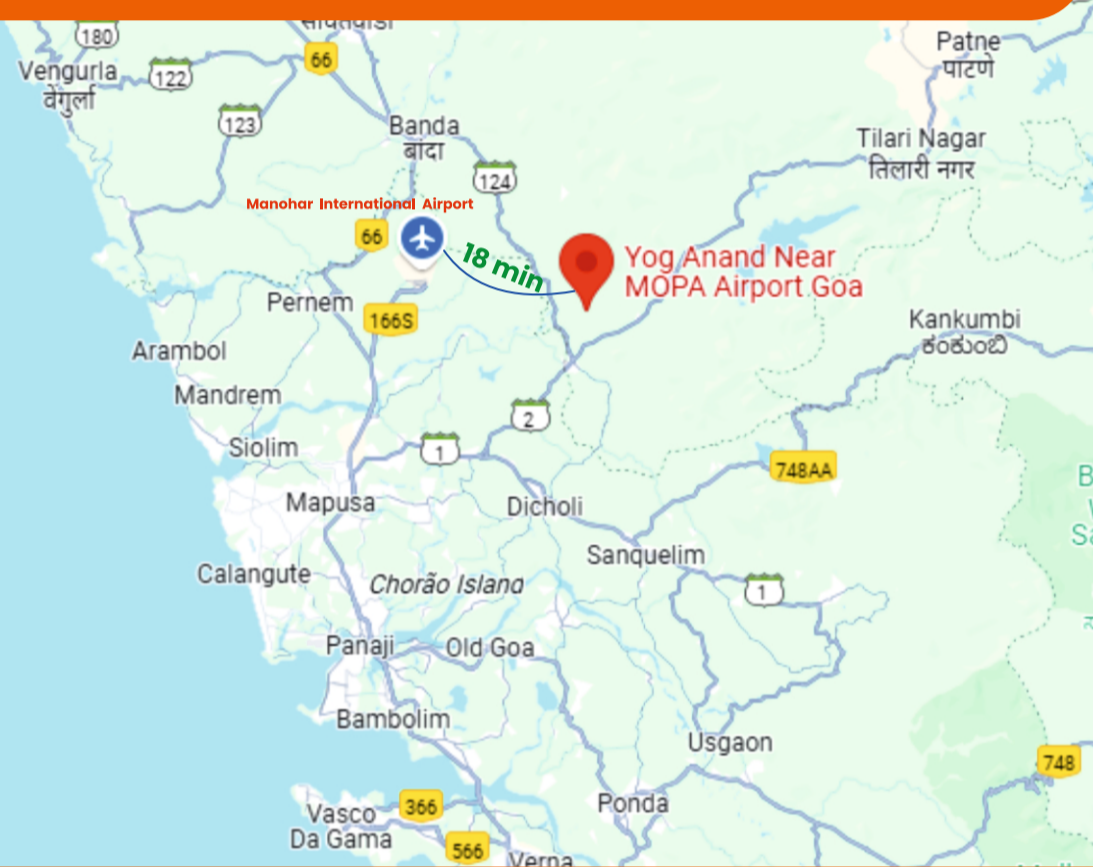 180
सावंतवाडी
66
Patne
पाटणे
Vengurla
वेंगुर्ला
122
123
Banda
बांदा
Tilari Nagar
तिलारी नगर
124
Manohar International Airport
66
18 min
Yog Anand Near
MOPA Airport Goa
Pernem
166S
Kankumbi
ಕಂಕುಂಬಿ
Arambol
Mandrem
2
Siolim
1
748AA
Mapusa
Dicholi
B
Sa
Sanquelim
Calangute
Chorão Island
1
Panaji
Old Goa
Bambolim
Usgaon
748
Vasco
Da Gama
366
Ponda
566
Verna